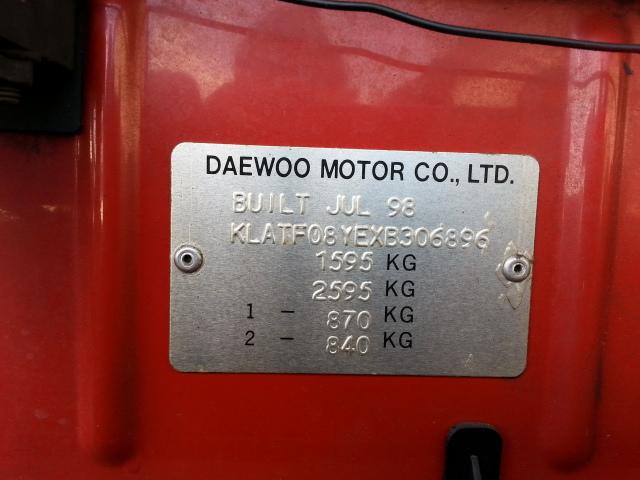 DAEWOO MOTOR CO., LTD.
BUILT JUL 98
KLATF08YEXB306896
1595 KG
2595 KG
1 - 870 KG
2 - 840 KG